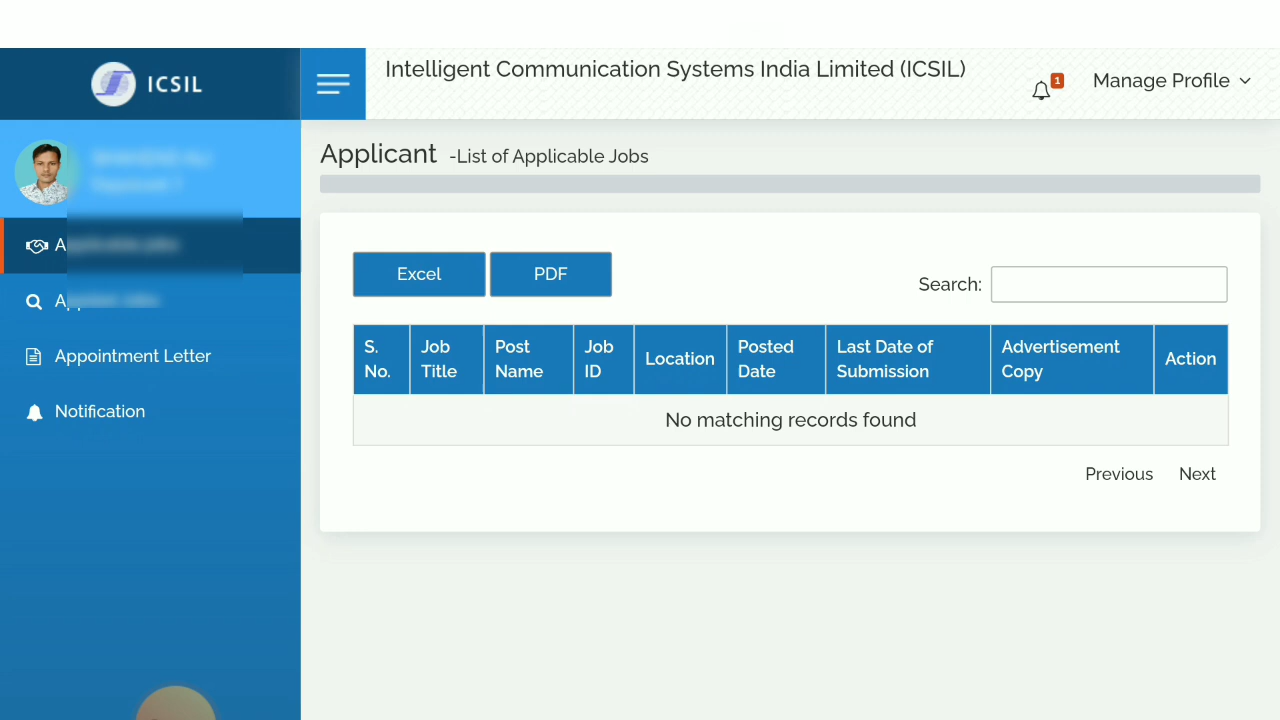 ICSIL
Intelligent Communication Systems India Limited (ICSIL)
1
Manage Profile
Applicant -List of Applicable Jobs
Appointment Letter
Notification
Excel
PDF
Search:
S. No.
Job Title
Post Name
Job ID
Location
Posted Date
Last Date of Submission
Advertisement Copy
Action
No matching records found
Previous
Next